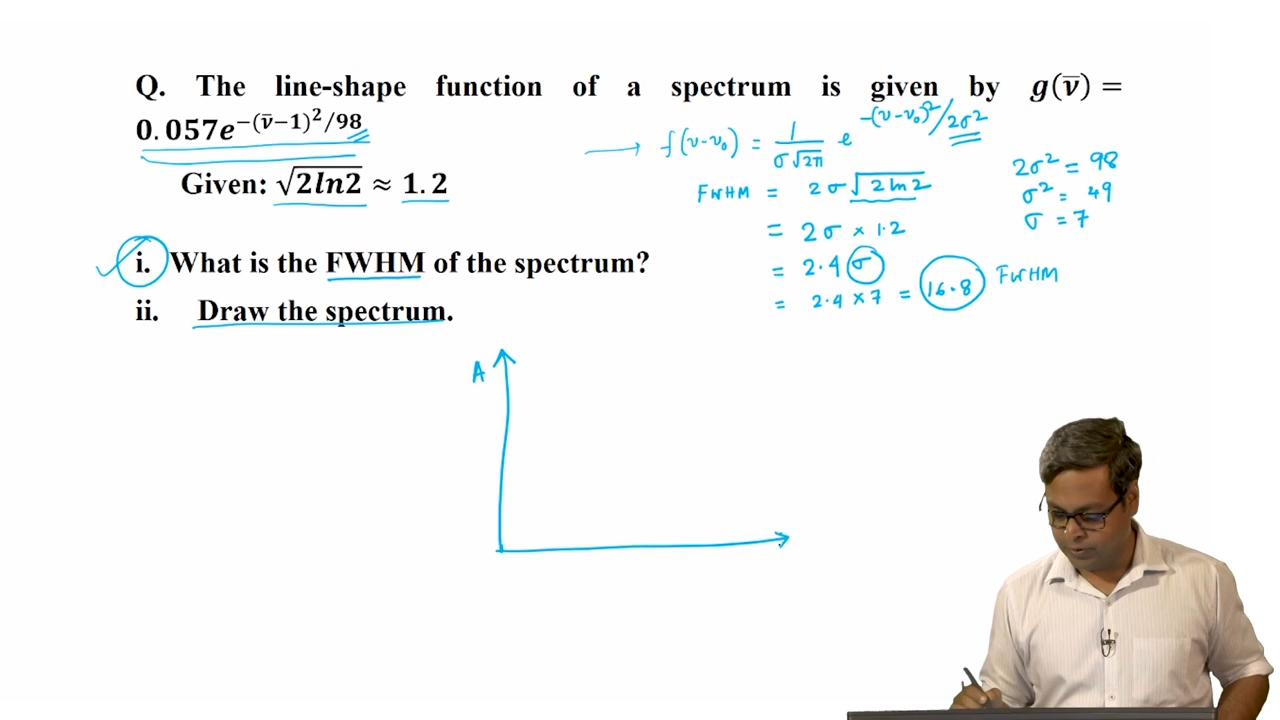 Q. The line-shape function of a spectrum is given by g(ν̅) =
0.057e^−(ν̅−1)²/98
Given: √2ln2 ≈ 1.2
→ f(ν-ν₀) = 1/σ√2π e^-(ν-ν₀)²/2σ²
FWHM = 2σ√2ln2
= 2σ × 1.2
= 2.4 σ
= 2.4 × 7 = 16.8 FWHM
2σ² = 98
σ² = 49
σ = 7
i. What is the FWHM of the spectrum?
ii. Draw the spectrum.
A